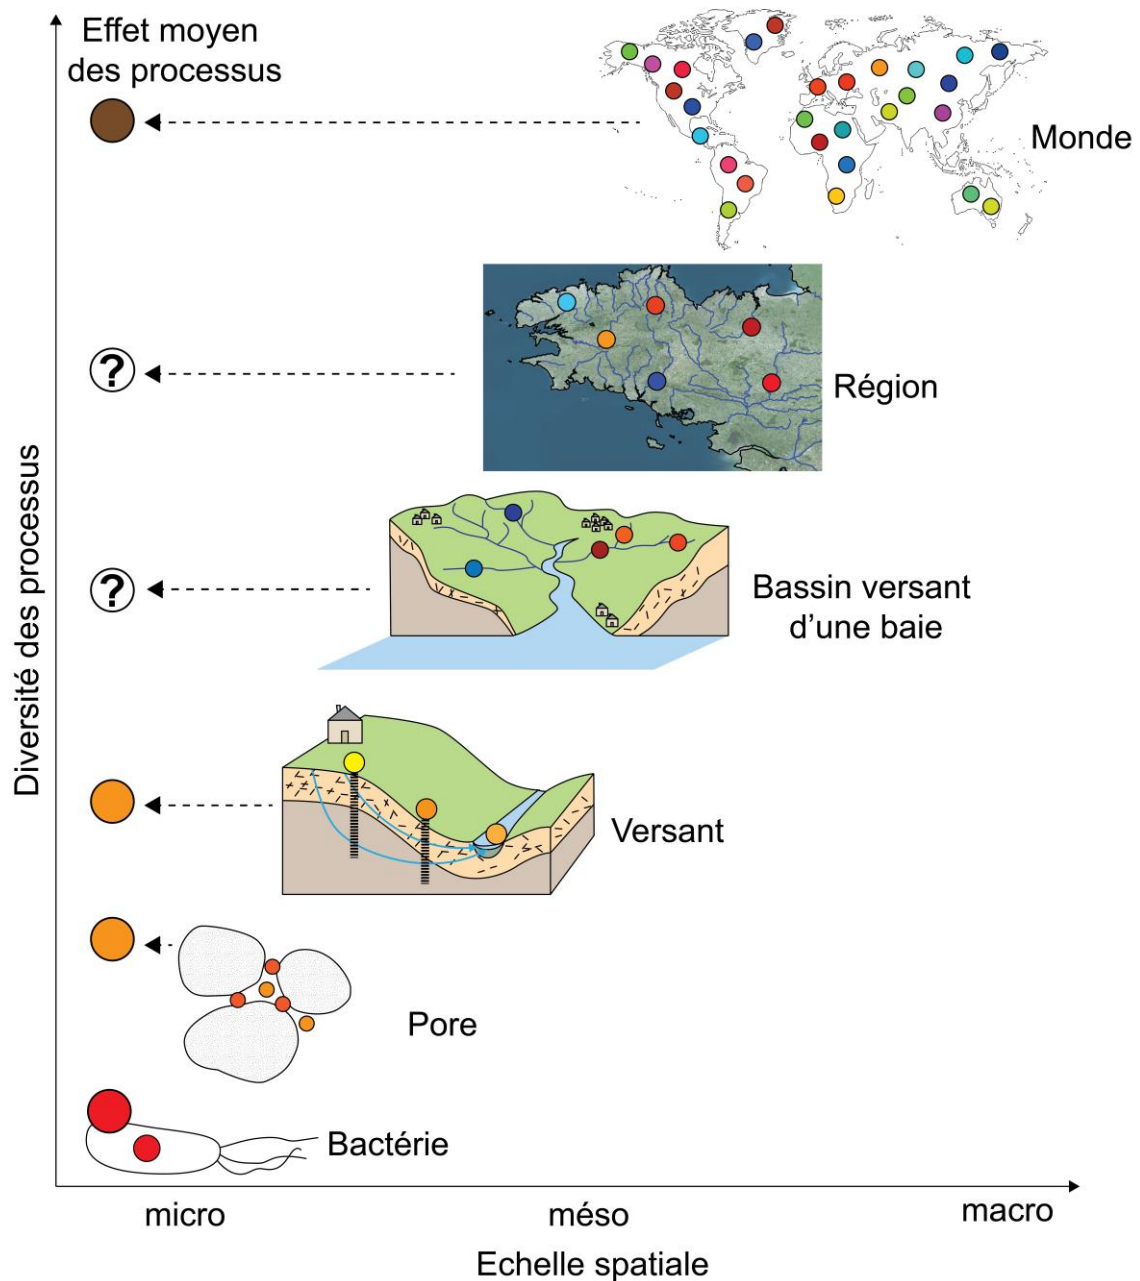 Effet moyen
des processus
Monde
?
Région
?
Bassin versant
d'une baie
Versant
Pore
Bactérie
Diversité des processus
micro
méso
macro
Echelle spatiale